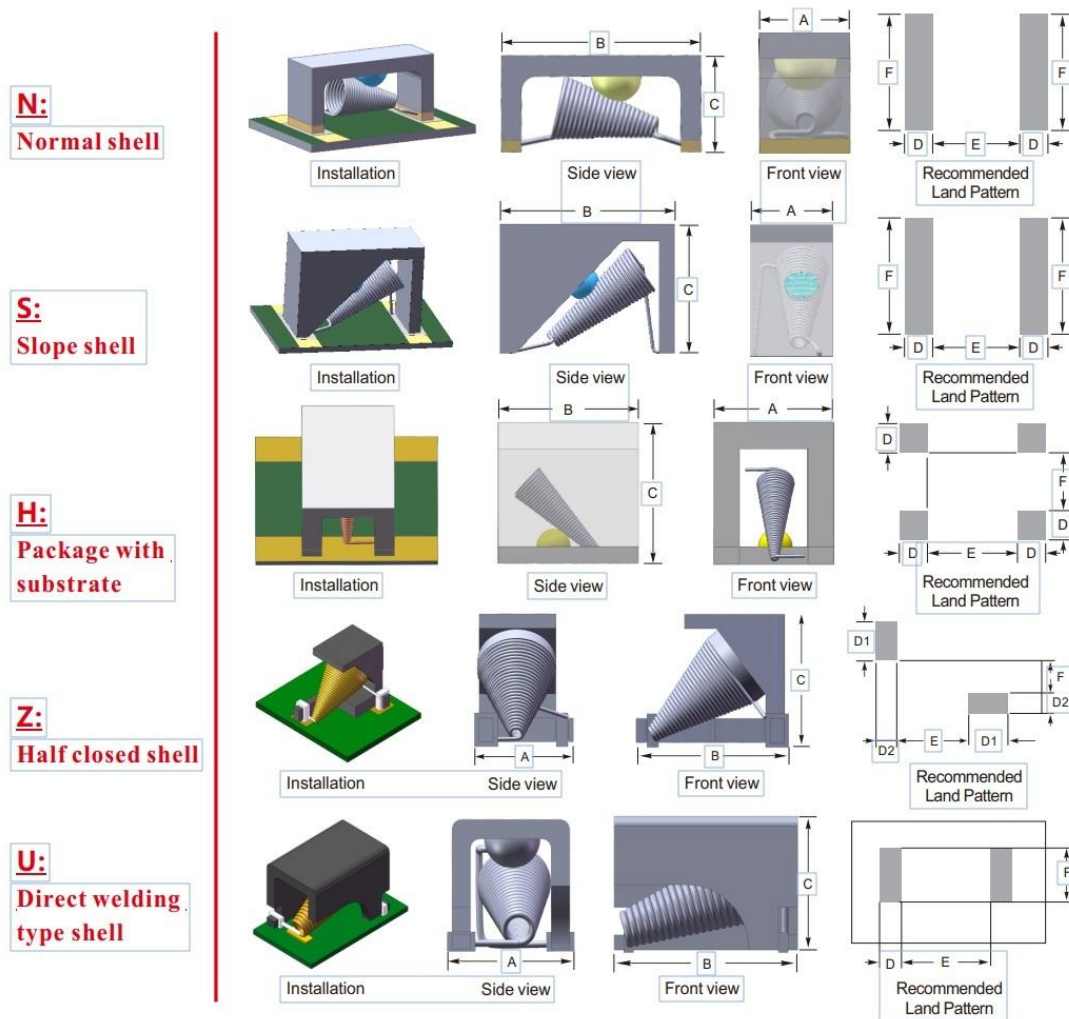 A
B
C
F
F
D
E
D
N:
Normal shell
Installation
Side view
Front view
Recommended
Land Pattern
B
A
C
F
F
D
E
D
S:
Slope shell
Installation
Side view
Front view
Recommended
Land Pattern
B
A
D
C
F
D
D
E
D
H:
Package with
substrate
Installation
Side view
Front view
Recommended
Land Pattern
D1
C
F
D2
Z:
Half closed shell
A
B
D2
E
D1
Installation
Side view
Front view
Recommended
Land Pattern
U:
Direct welding
type shell
C
F
A
B
D
E
Installation
Side view
Front view
Recommended
Land Pattern